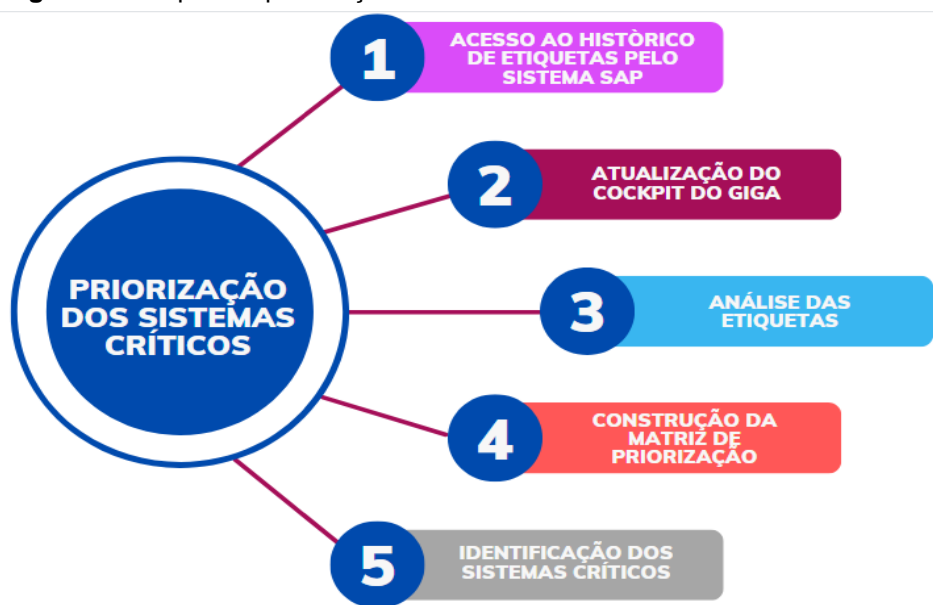 1
ACESSO AO HISTÒRICO
DE ETIQUETAS PELO
SISTEMA SAP
2
ATUALIZAÇÃO DO
COCKPIT DO GIGA
PRIORIZAÇÃO
DOS SISTEMAS
CRÍTICOS
3
ANÁLISE DAS
ETIQUETAS
4
CONSTRUÇÃO DA
MATRIZ DE
PRIORIZAÇÃO
5
IDENTIFICAÇÃO DOS
SISTEMAS CRÍTICOS